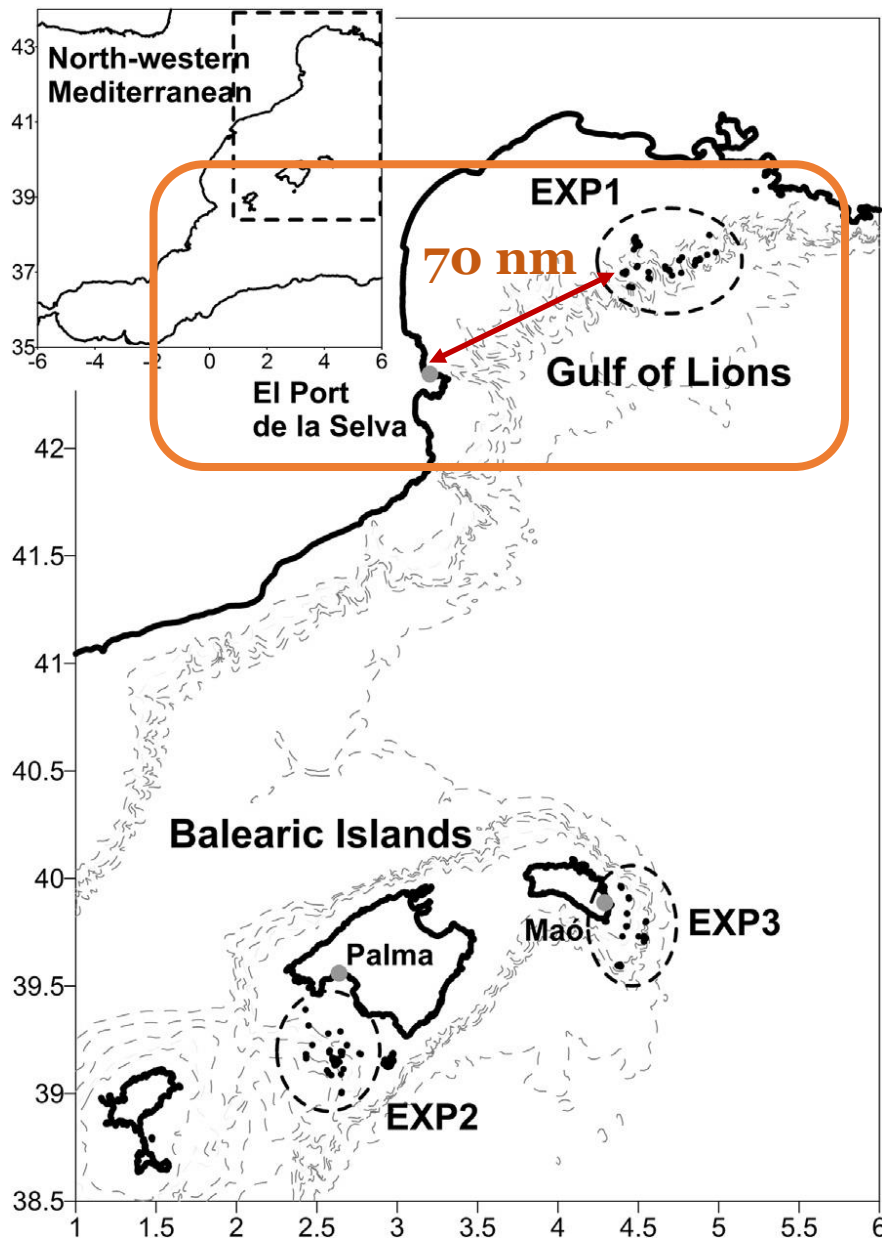 North-western
Mediterranean
43
41
39
37
35
-6 -4 -2 0 2 4 6
EXP1
70 nm
Gulf of Lions
El Port
de la Selva
42
41.5
41
40.5
40
39.5
39
38.5
Balearic Islands
Maó
EXP3
Palma
EXP2
1 1.5 2 2.5 3 3.5 4 4.5 5 5.5 6